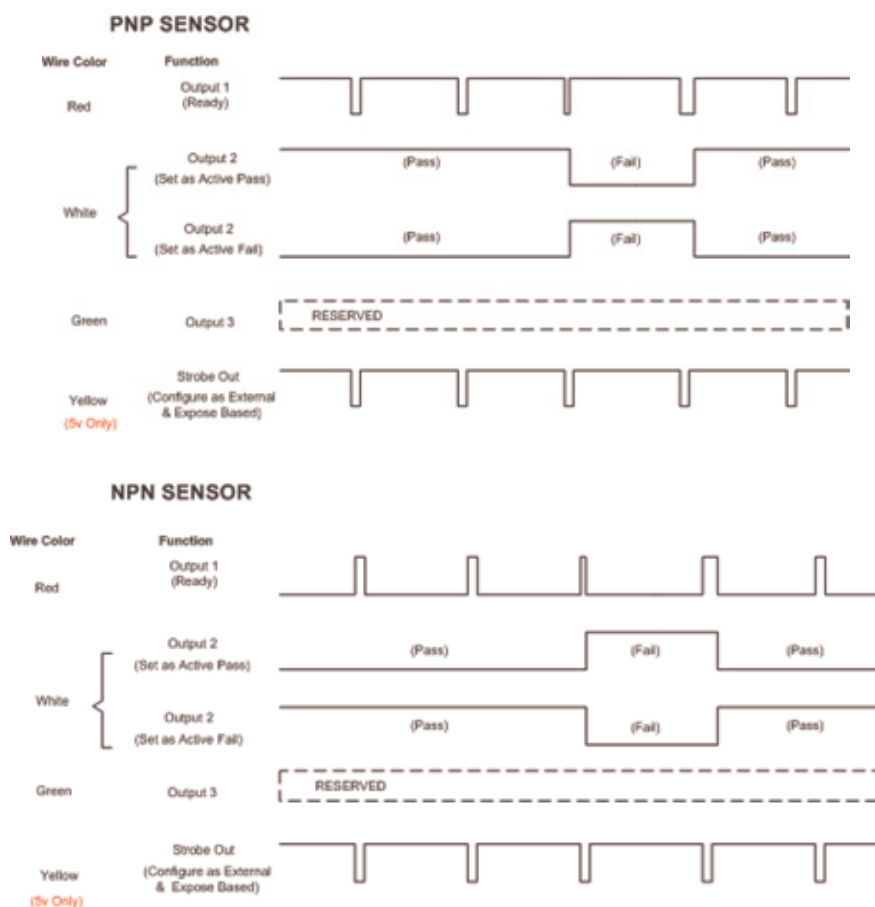 PNP SENSOR
Wire Color Function
Output 1
(Ready)
Red
Output 2
(Set as Active Pass)
(Pass) (Fail) (Pass)
White
Output 2
(Set as Active Fail)
(Pass) (Fail) (Pass)
Green Output 3 RESERVED
Strobe Out
Yellow (Configure as External
(5v Only) & Expose Based)
NPN SENSOR
Wire Color Function
Output 1
(Ready)
Red
Output 2
(Set as Active Pass)
(Pass) (Fail) (Pass)
White
Output 2
(Set as Active Fail)
(Pass) (Fail) (Pass)
Green Output 3 RESERVED
Strobe Out
Yellow (Configure as External
(5v Only) & Expose Based)